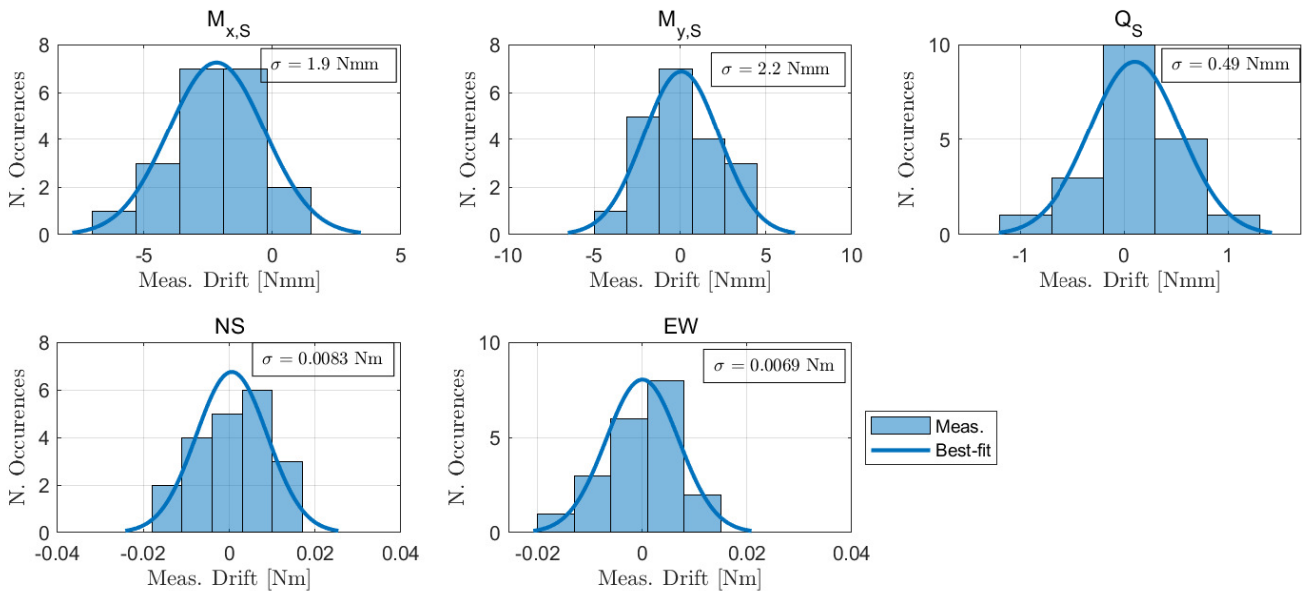 M_x,S
σ = 1.9 Nmm
N. Occurences
8
6
4
2
0
-5
0
5
Meas. Drift [Nmm]
M_y,S
σ = 2.2 Nmm
N. Occurences
8
6
4
2
0
-10
-5
0
5
10
Meas. Drift [Nmm]
Q_S
σ = 0.49 Nmm
N. Occurences
10
5
0
-1
0
1
Meas. Drift [Nmm]
NS
σ = 0.0083 Nm
N. Occurences
8
6
4
2
0
-0.04
-0.02
0
0.02
0.04
Meas. Drift [Nm]
EW
σ = 0.0069 Nm
N. Occurences
10
5
0
-0.02
0
0.02
0.04
Meas. Drift [Nm]
Meas.
Best-fit